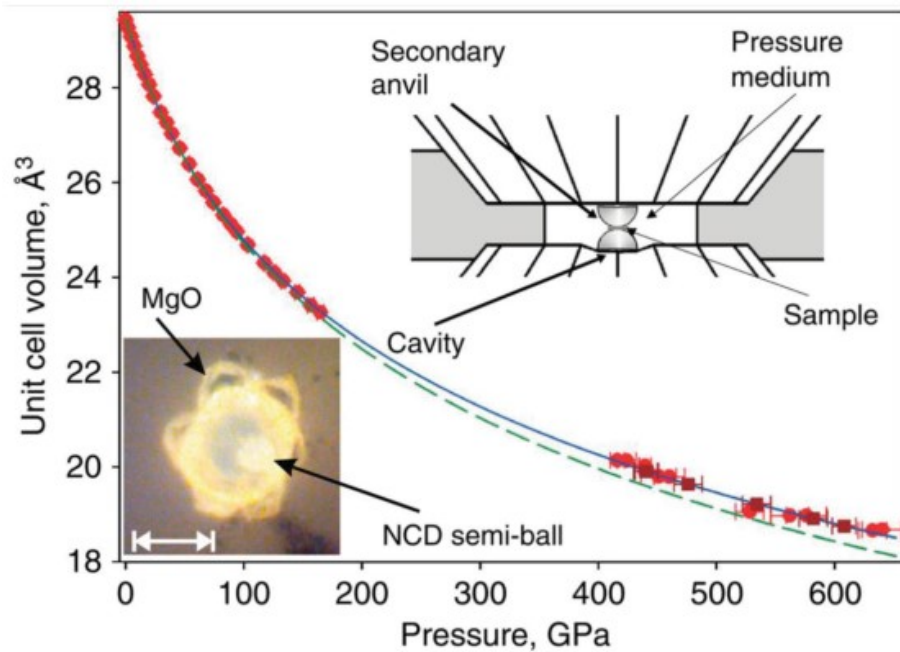 Unit cell volume, Å³
28
26
24
22
20
18
0
100
200
300
400
500
600
Pressure, GPa
Secondary
anvil
Pressure
medium
Sample
Cavity
MgO
NCD semi-ball